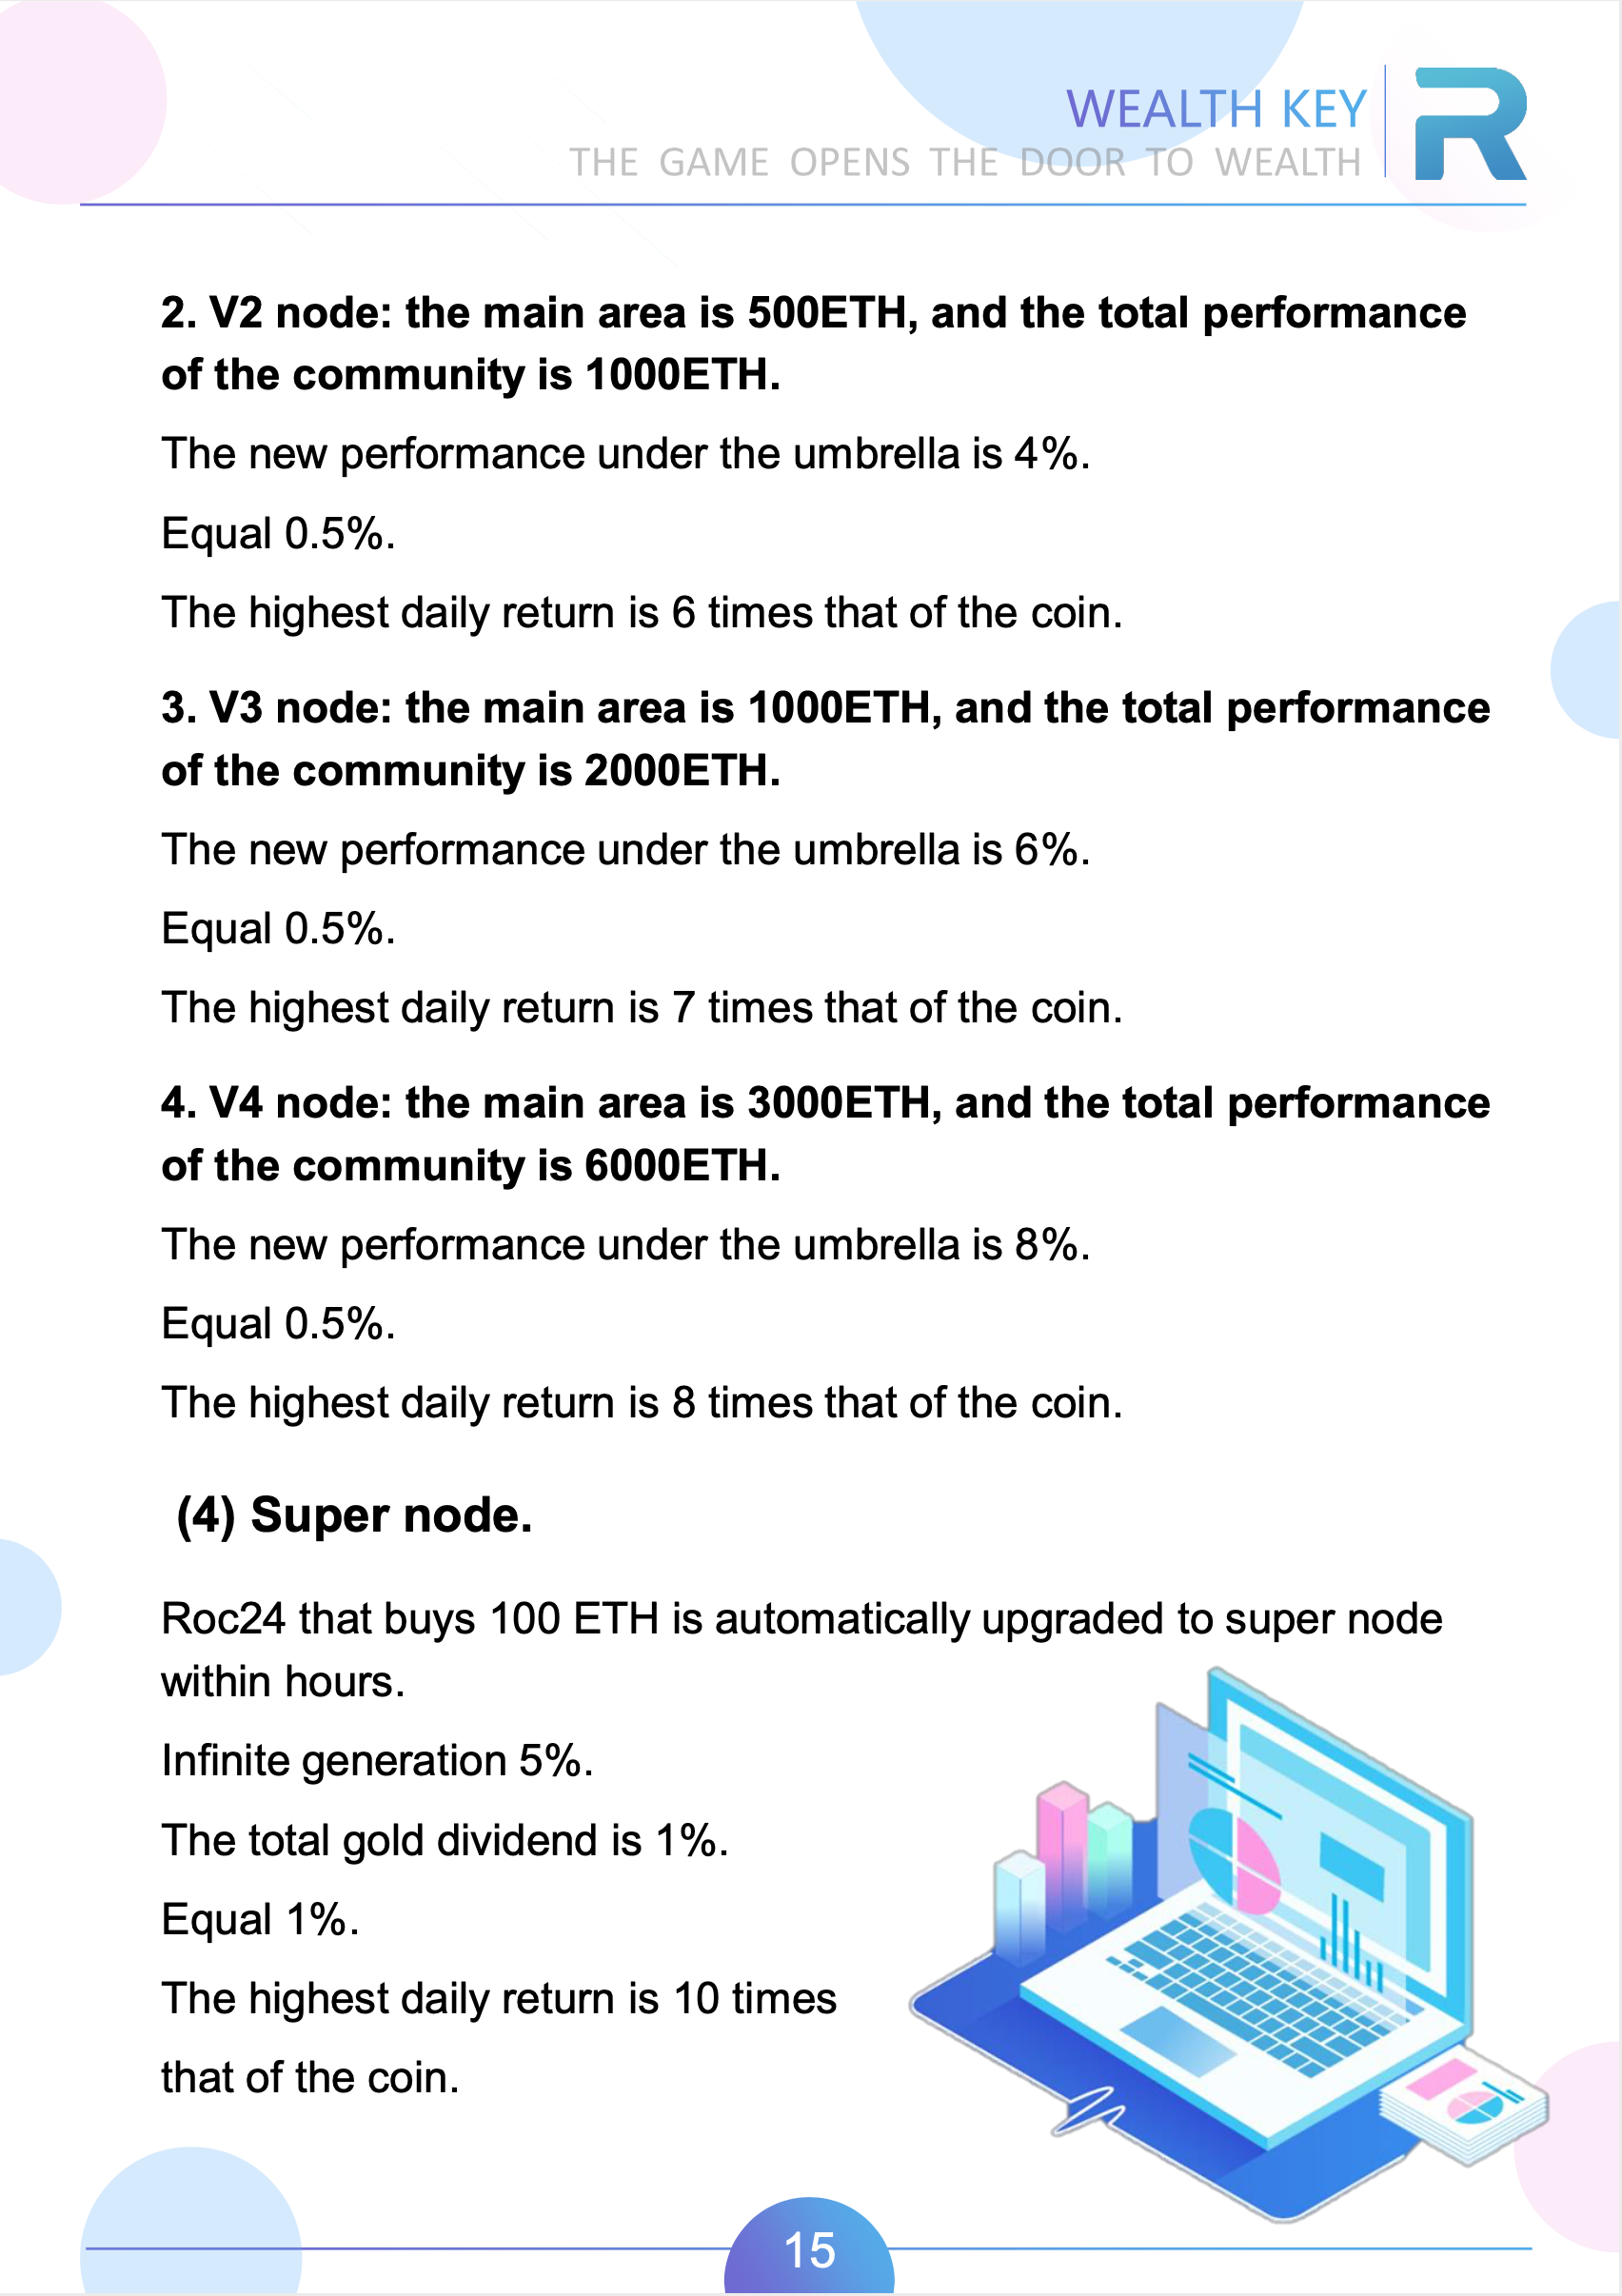 WEALTH KEY
THE GAME OPENS THE DOOR TO WEALTH
2. V2 node: the main area is 500ETH, and the total performance
of the community is 1000ETH.
The new performance under the umbrella is 4%.
Equal 0.5%.
The highest daily return is 6 times that of the coin.
3. V3 node: the main area is 1000ETH, and the total performance
of the community is 2000ETH.
The new performance under the umbrella is 6%.
Equal 0.5%.
The highest daily return is 7 times that of the coin.
4. V4 node: the main area is 3000ETH, and the total performance
of the community is 6000ETH.
The new performance under the umbrella is 8%.
Equal 0.5%.
The highest daily return is 8 times that of the coin.
(4) Super node.
Roc24 that buys 100 ETH is automatically upgraded to super node
within hours.
Infinite generation 5%.
The total gold dividend is 1%.
Equal 1%.
The highest daily return is 10 times
that of the coin.
15